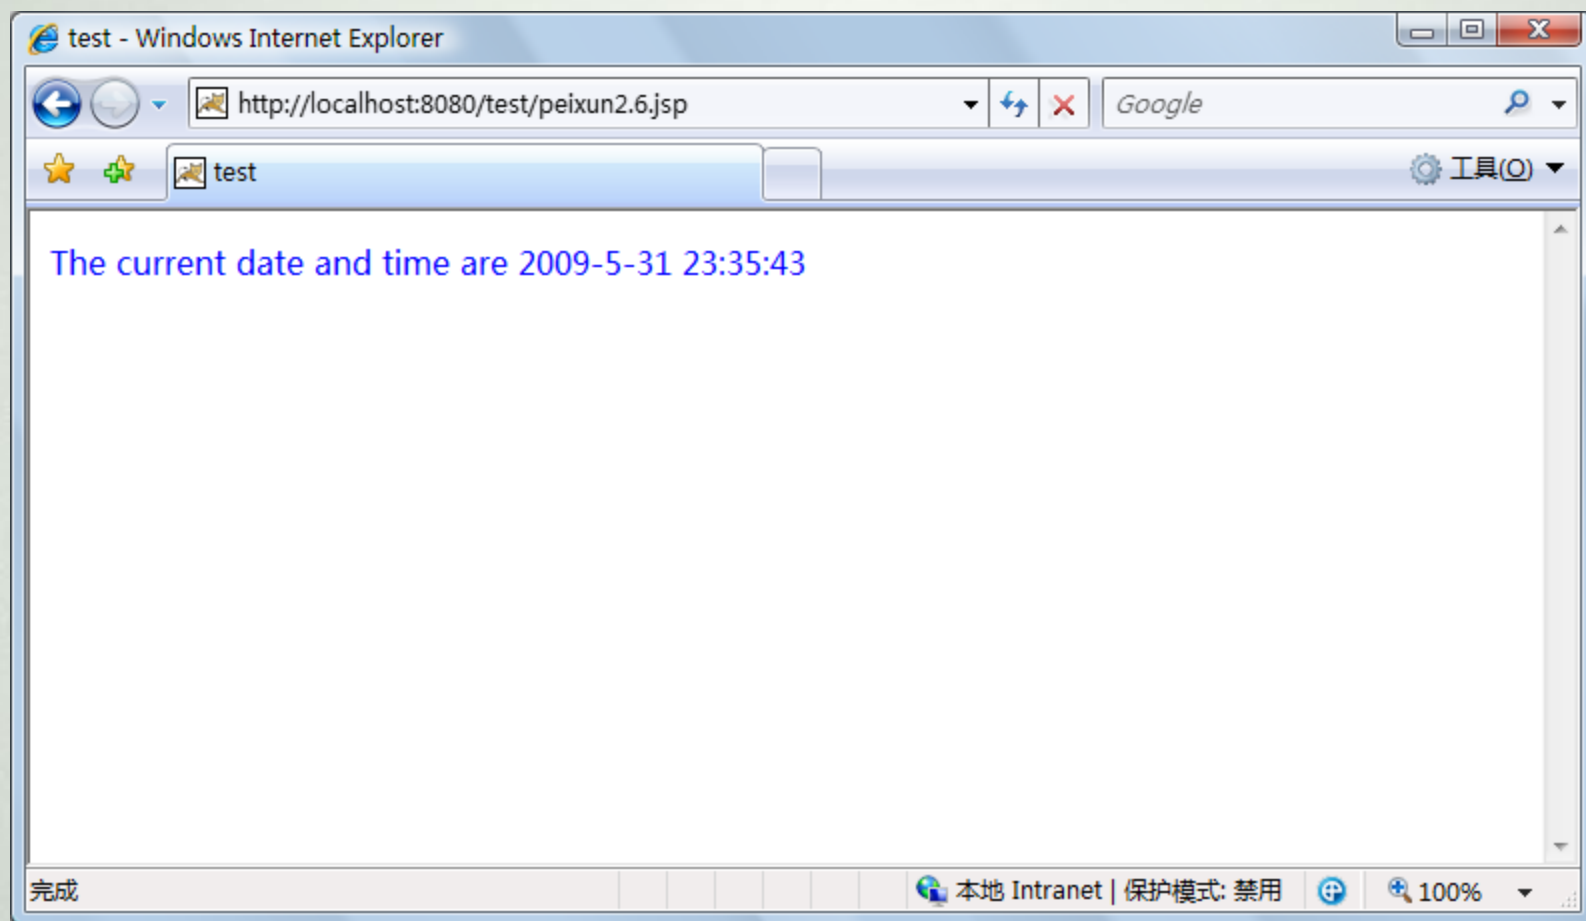 test - Windows Internet Explorer
http://localhost:8080/test/peixun2.6.jsp
Google
test
工具(O)
The current date and time are 2009-5-31 23:35:43
完成
本地 Intranet | 保护模式: 禁用
100%